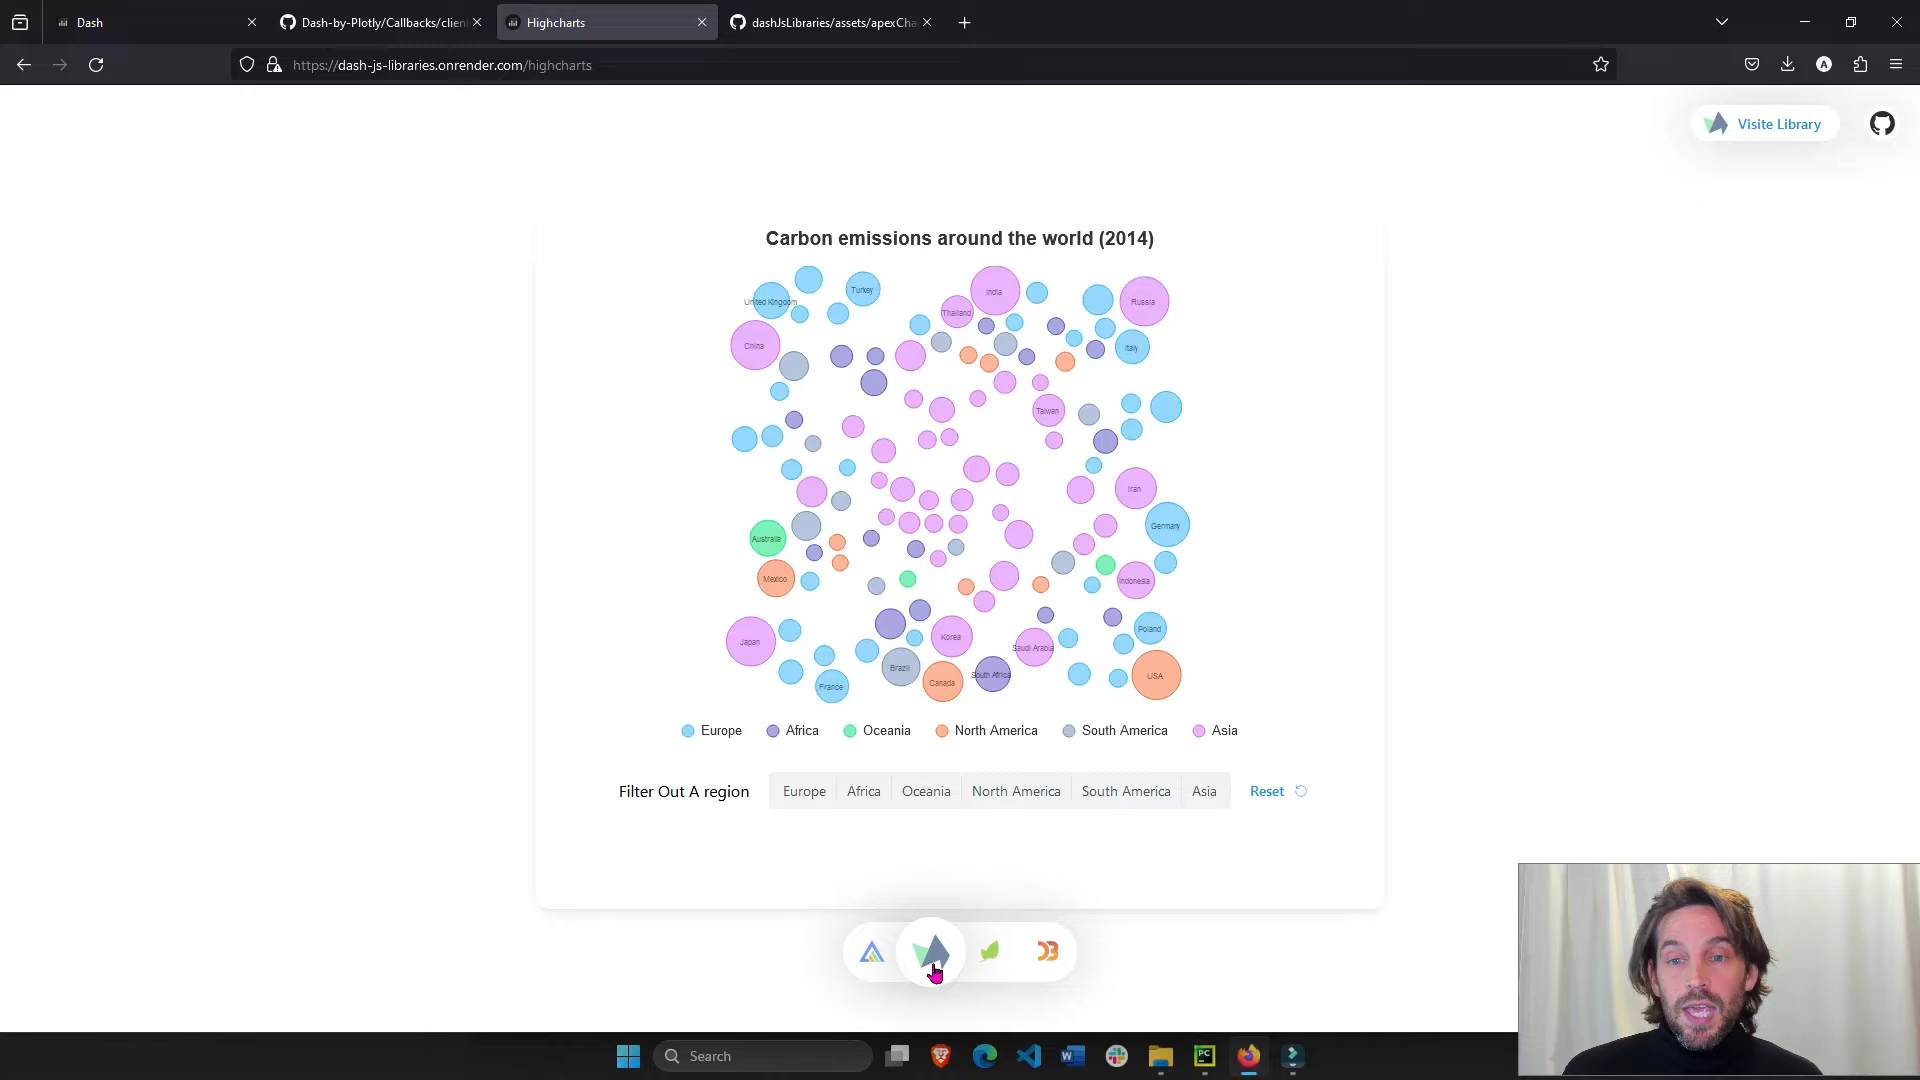 Dash
Dash-by-Plotly/Callbacks/clien
Highcharts
dashJsLibraries/assets/apexCha
https://dash-js-libraries.onrender.com/highcharts
Visite Library
Carbon emissions around the world (2014)
United Kingdom
Turkey
India
Thailand
Russia
China
Italy
Taiwan
Iran
Germany
Australia
Mexico
Indonesia
Japan
Korea
Saudi Arabia
Poland
France
Brazil
Canada
South Africa
USA
Europe Africa Oceania North America South America Asia
Filter Out A region Europe Africa Oceania North America South America Asia Reset
Search